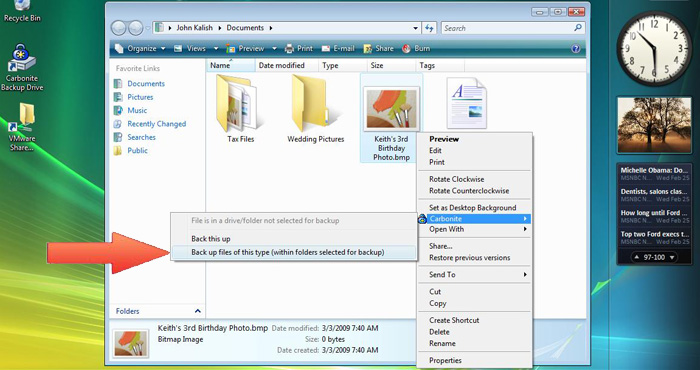 Recycle Bin
Carbonite
Backup Drive
VMware
Share...
John Kalish
Documents
Search
Organize
Views
Preview
Print
E-mail
Share
Burn
Favorite Links
Documents
Pictures
Music
Recently Changed
Searches
Public
Folders
Name
Date modified
Type
Size
Tags
Tax Files
Wedding Pictures
Keith's 3rd
Birthday
Photo.bmp
Preview
Edit
Print
Rotate Clockwise
Rotate Counterclockwise
Set as Desktop Background
Carbonite
Open With
Share...
Restore previous versions
Send To
Cut
Copy
Create Shortcut
Delete
Rename
Properties
File is in a drive/folder not selected for backup
Back this up
Back up files of this type (within folders selected for backup)
Keith's 3rd Birthday Photo.bmp
Bitmap Image
Date modified: 3/3/2009 7:40 AM
Size: 0 bytes
Date created: 3/3/2009 7:40 AM
Michelle Obama: Do...
MSNBC N... Wed Feb 25
Dentists, salons clas...
MSNBC N... Wed Feb 25
How long until Ford ...
MSNBC N... Wed Feb 25
Top two Ford execs t...
MSNBC N... Wed Feb 25
97-100